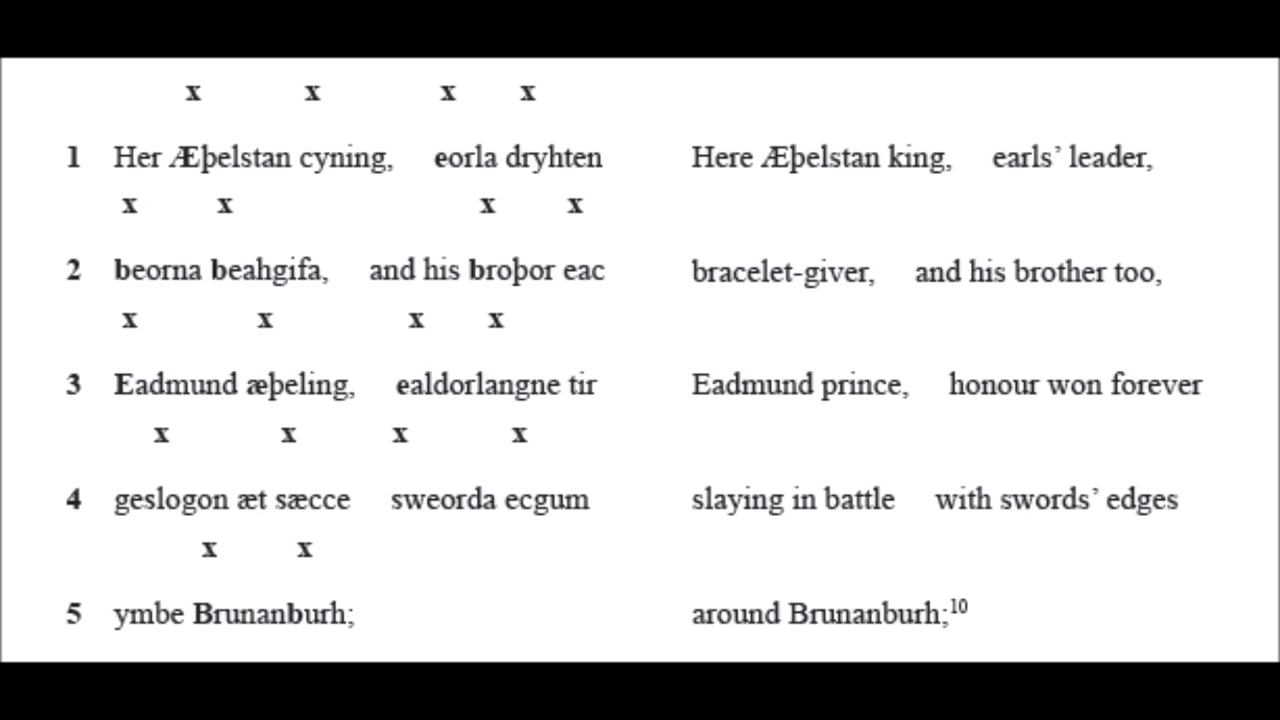 x x x x
1 Her Æþelstan cyning, eorla dryhten Here Æþelstan king, earls’ leader,
x x x x
2 beorna beahgifa, and his broþor eac bracelet-giver, and his brother too,
x x x x
3 Eadmund æþeling, ealdorlangne tir Eadmund prince, honour won forever
x x x x
4 geslogon æt sæcce sweorda ecgum slaying in battle with swords’ edges
x x
5 ymbe Brunanburh; around Brunanburh;10